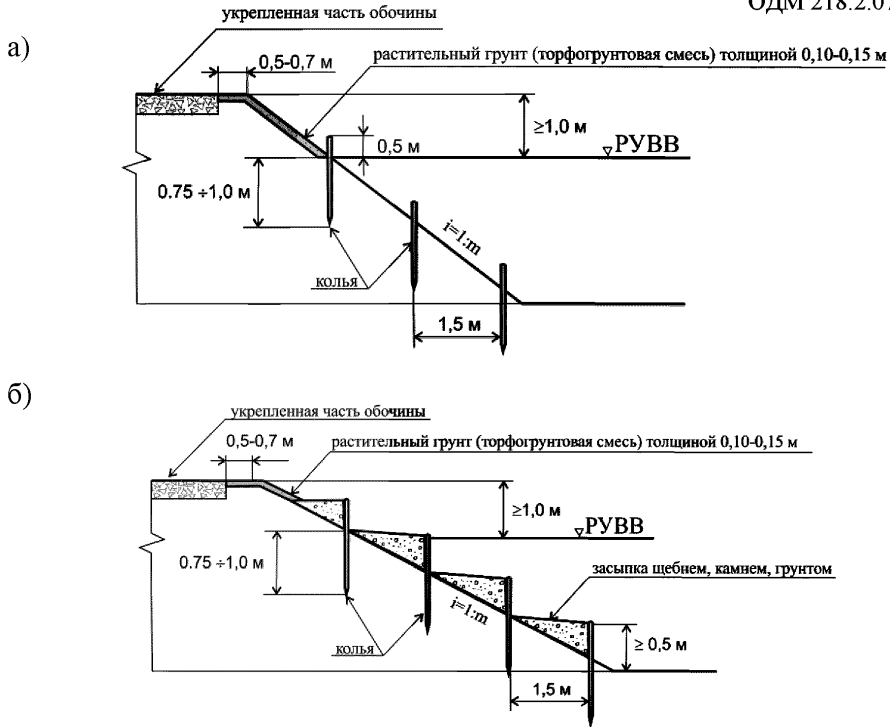 ОДМ 218.2.0
а)
укрепленная часть обочины
0,5-0,7 м
растительный грунт (торфогрунтовая смесь) толщиной 0,10-0,15 м
≥1,0 м
РУВВ
0,5 м
0.75 ÷1,0 м
i=1:m
колья
1,5 м
б)
укрепленная часть обочины
0,5-0,7 м
растительный грунт (торфогрунтовая смесь) толщиной 0,10-0,15 м
≥1,0 м
РУВВ
0.75 ÷1,0 м
засыпка щебнем, камнем, грунтом
i=1:m
колья
≥ 0,5 м
1,5 м